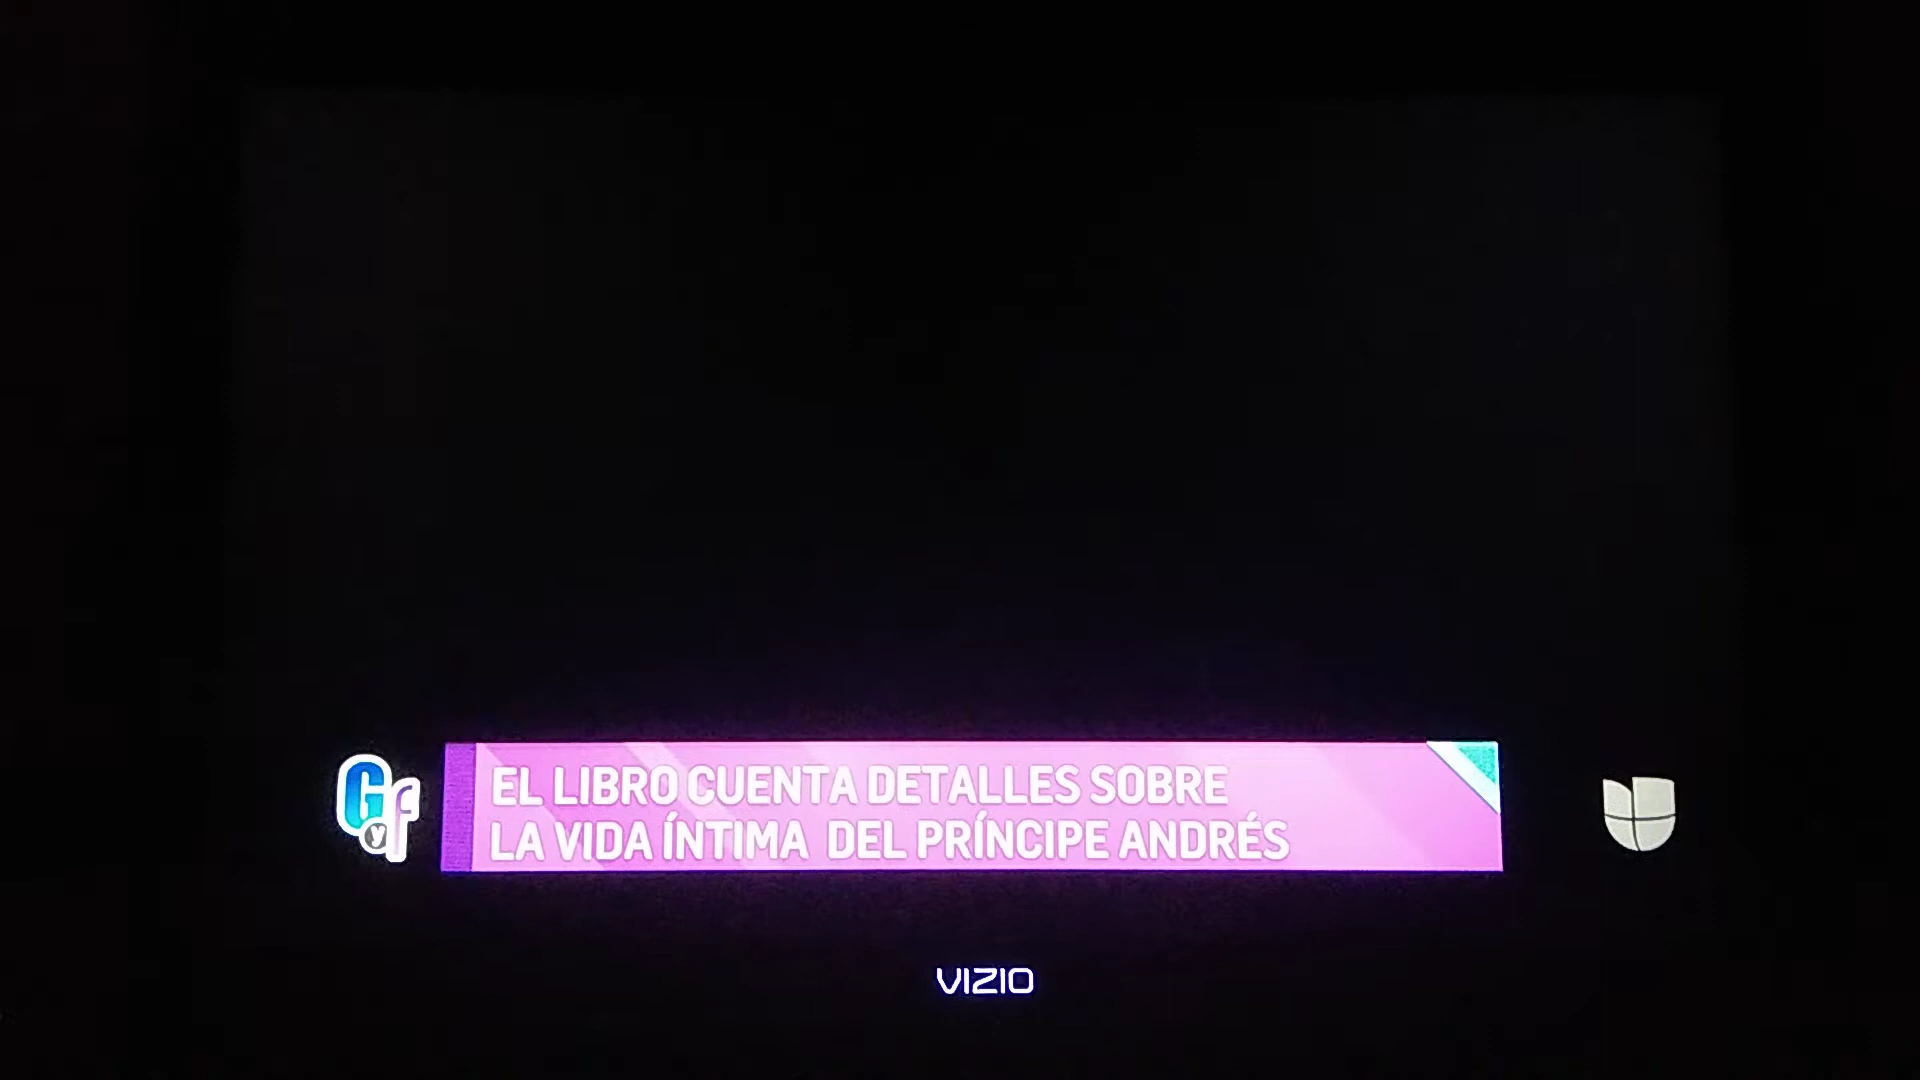 EL LIBRO CUENTA DETALLES SOBRE
LA VIDA ÍNTIMA DEL PRÍNCIPE ANDRÉS
G y f
VIZIO